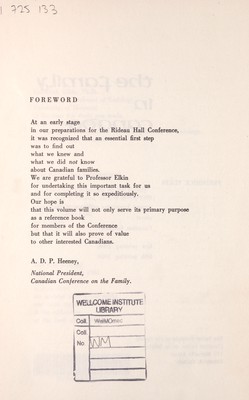 725 133
FOREWORD
At an early stage
in our preparations for the Rideau Hall Conference,
it was recognized that an essential first step
was to find out
what we knew and
what we did not know
about Canadian families.
We are grateful to Professor Elkin
for undertaking this important task for us
and for completing it so expeditiously.
Our hope is
that this volume will not only serve its primary purpose
as a reference book
for members of the Conference
but that it will also prove of value
to other interested Canadians.
A. D. P. Heeney,
National President,
Canadian Conference on the Family.
WELLCOME INSTITUTE
LIBRARY
Coll. WelMOmec
Call
No. WM